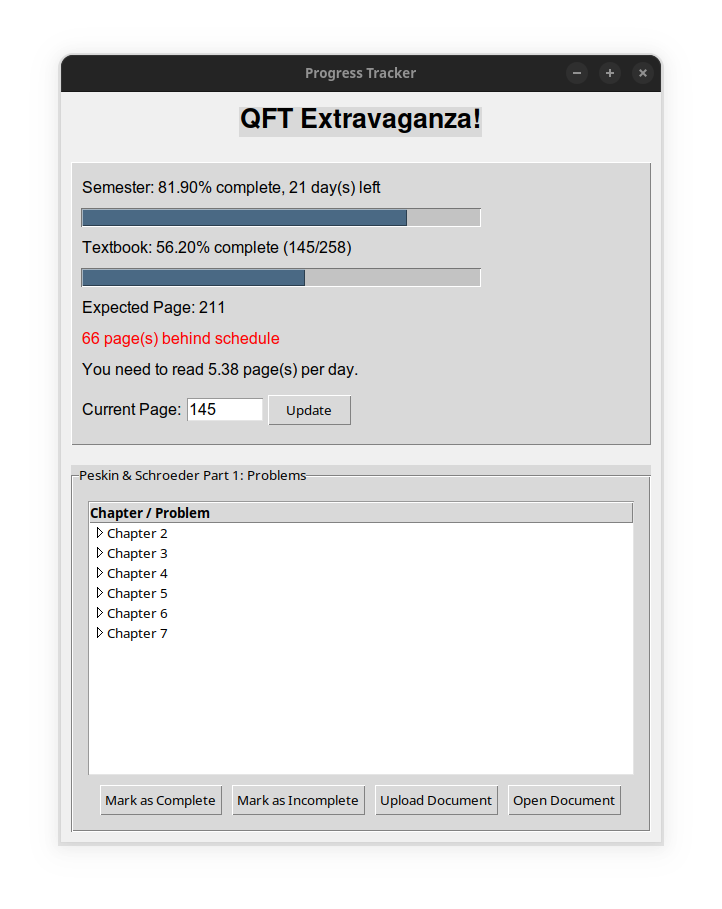 Progress Tracker
QFT Extravaganza!
Semester: 81.90% complete, 21 day(s) left
Textbook: 56.20% complete (145/258)
Expected Page: 211
66 page(s) behind schedule
You need to read 5.38 page(s) per day.
Current Page: 145 Update
Peskin & Schroeder Part 1: Problems
Chapter / Problem
Chapter 2
Chapter 3
Chapter 4
Chapter 5
Chapter 6
Chapter 7
Mark as Complete Mark as Incomplete Upload Document Open Document